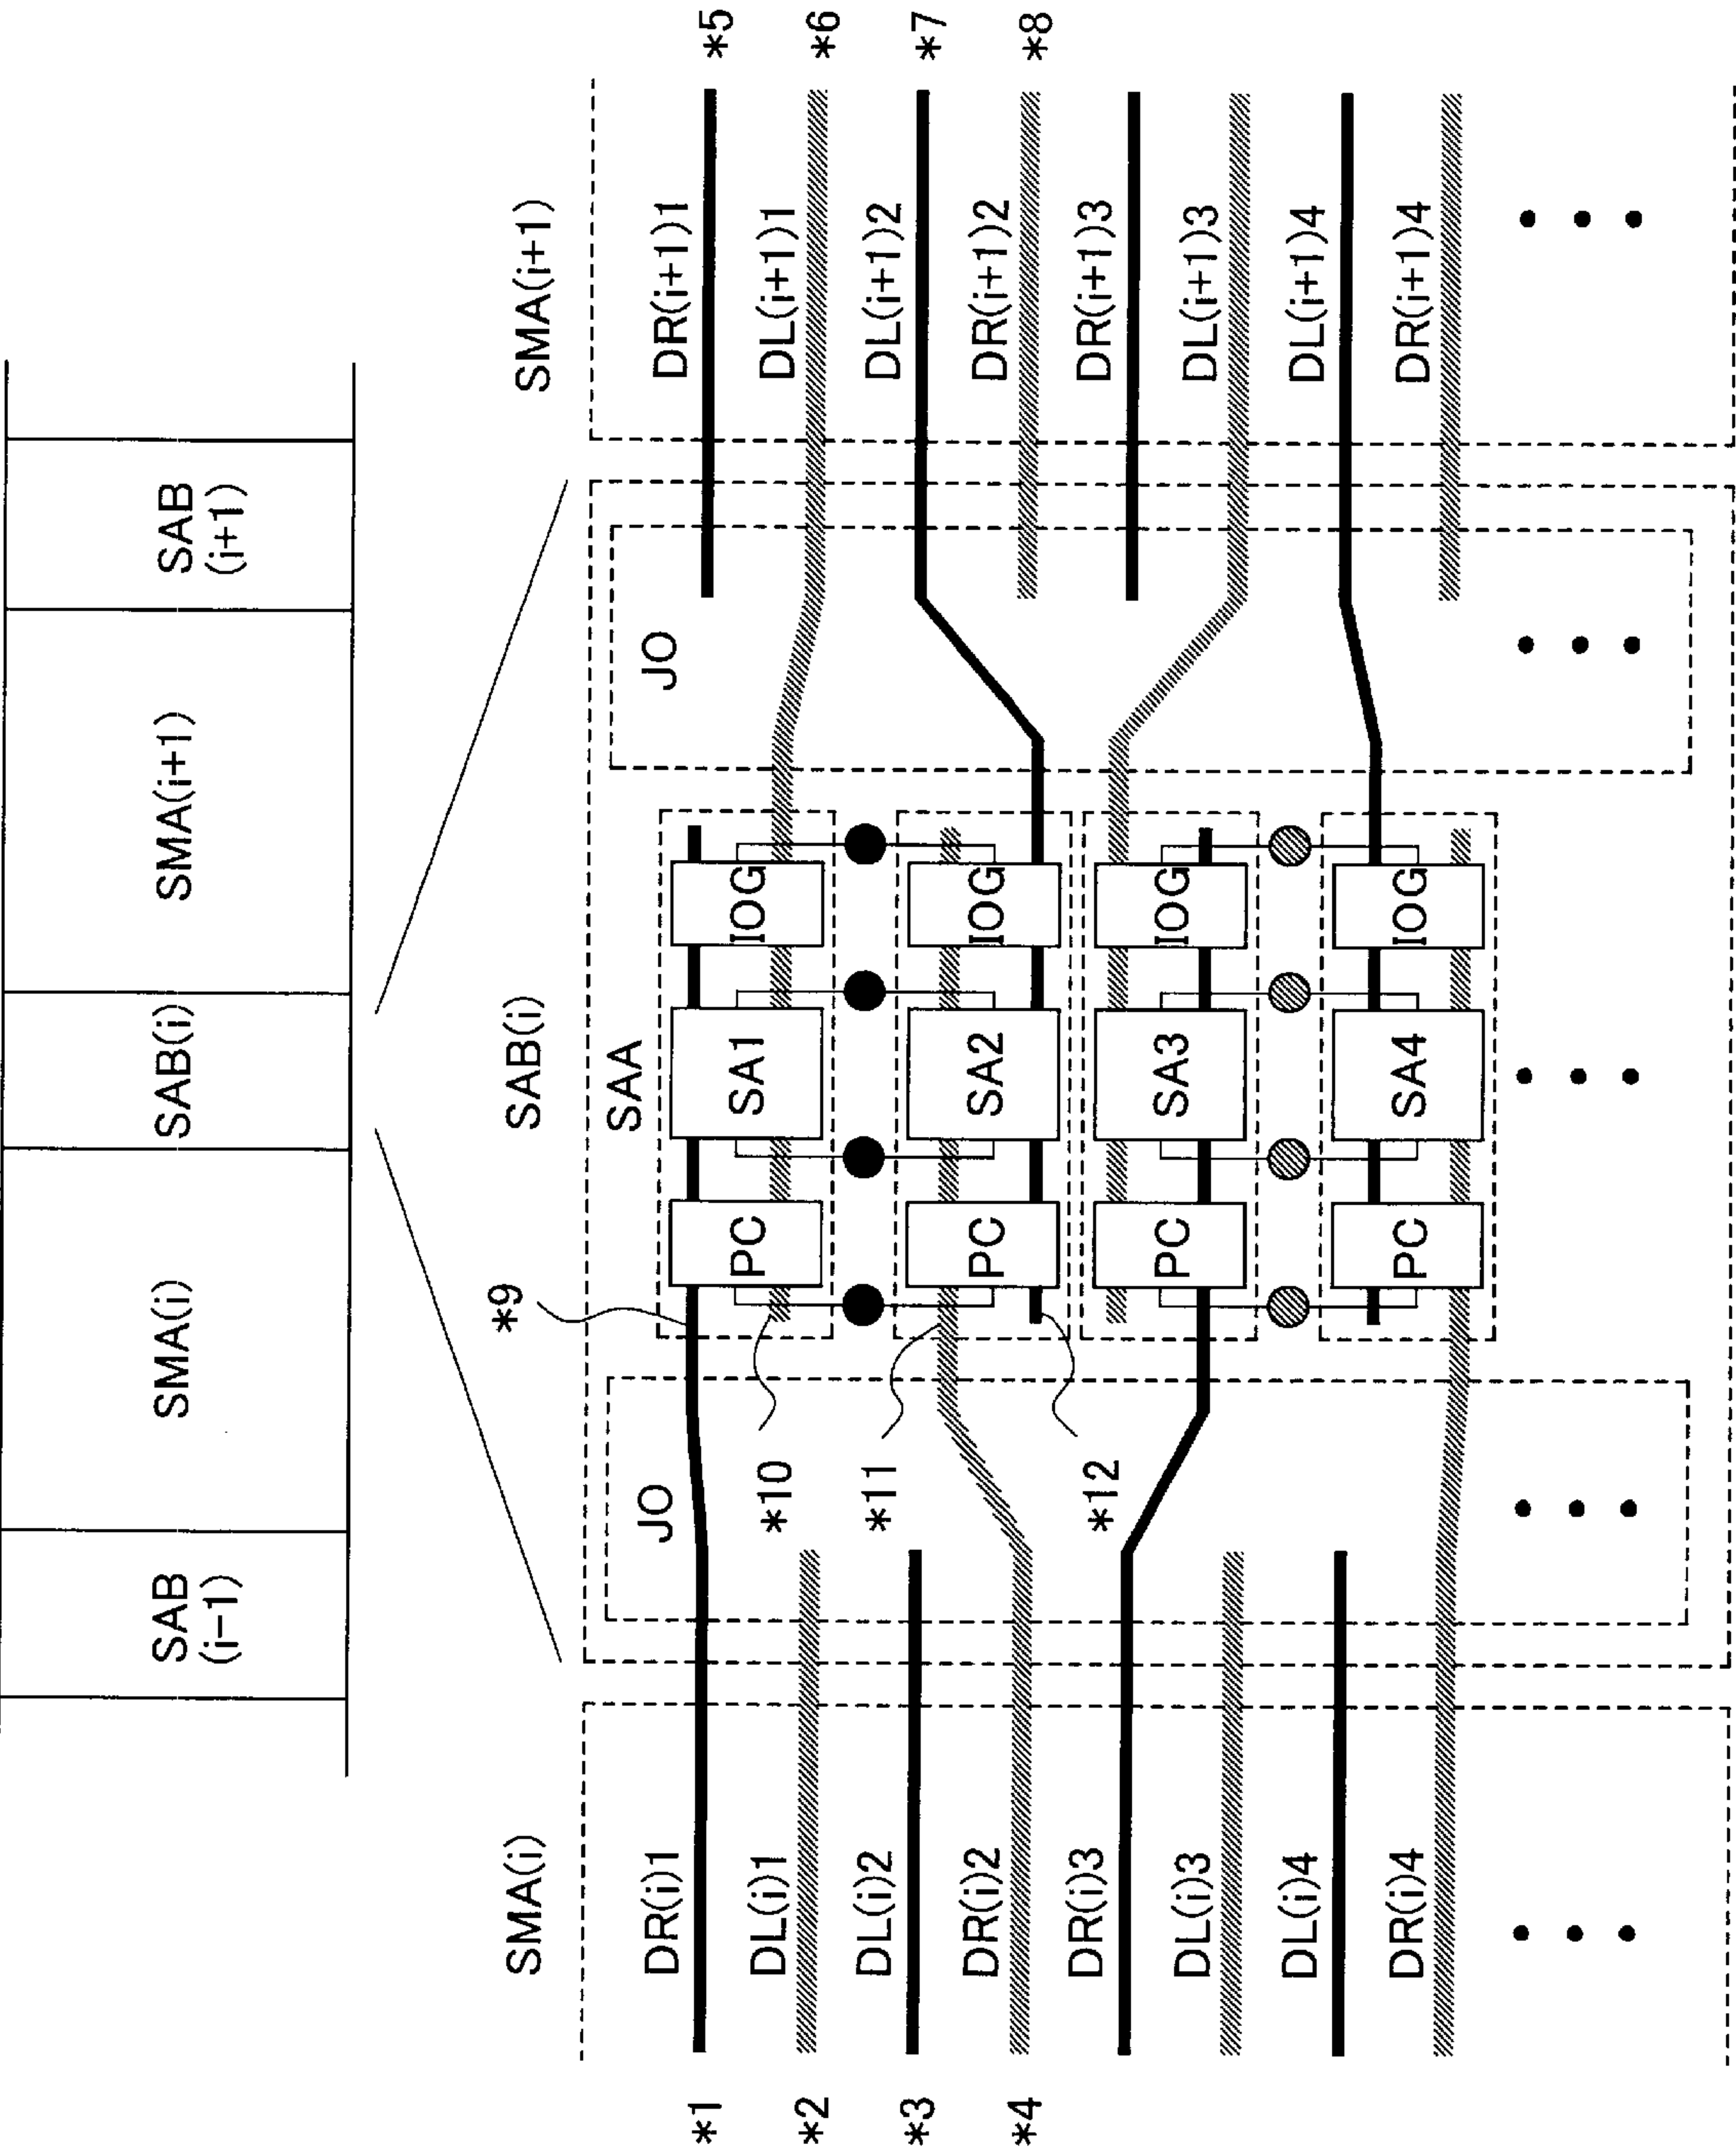 SAB
(i-1)
SMA(i)
SAB(i)
SMA(i+1)
SAB
(i+1)
SMA(i)
SAB(i)
SMA(i+1)
SAA
JO
JO
*1
DR(i)1
*9
PC
SA1
IOG
DR(i+1)1
*5
*2
DL(i)1
*10
DL(i+1)1
*6
*3
DL(i)2
*11
PC
SA2
IOG
DL(i+1)2
*7
*4
DR(i)2
*12
DR(i+1)2
*8
DR(i)3
PC
SA3
IOG
DR(i+1)3
DL(i)3
DL(i+1)3
DL(i)4
PC
SA4
IOG
DL(i+1)4
DR(i)4
DR(i+1)4